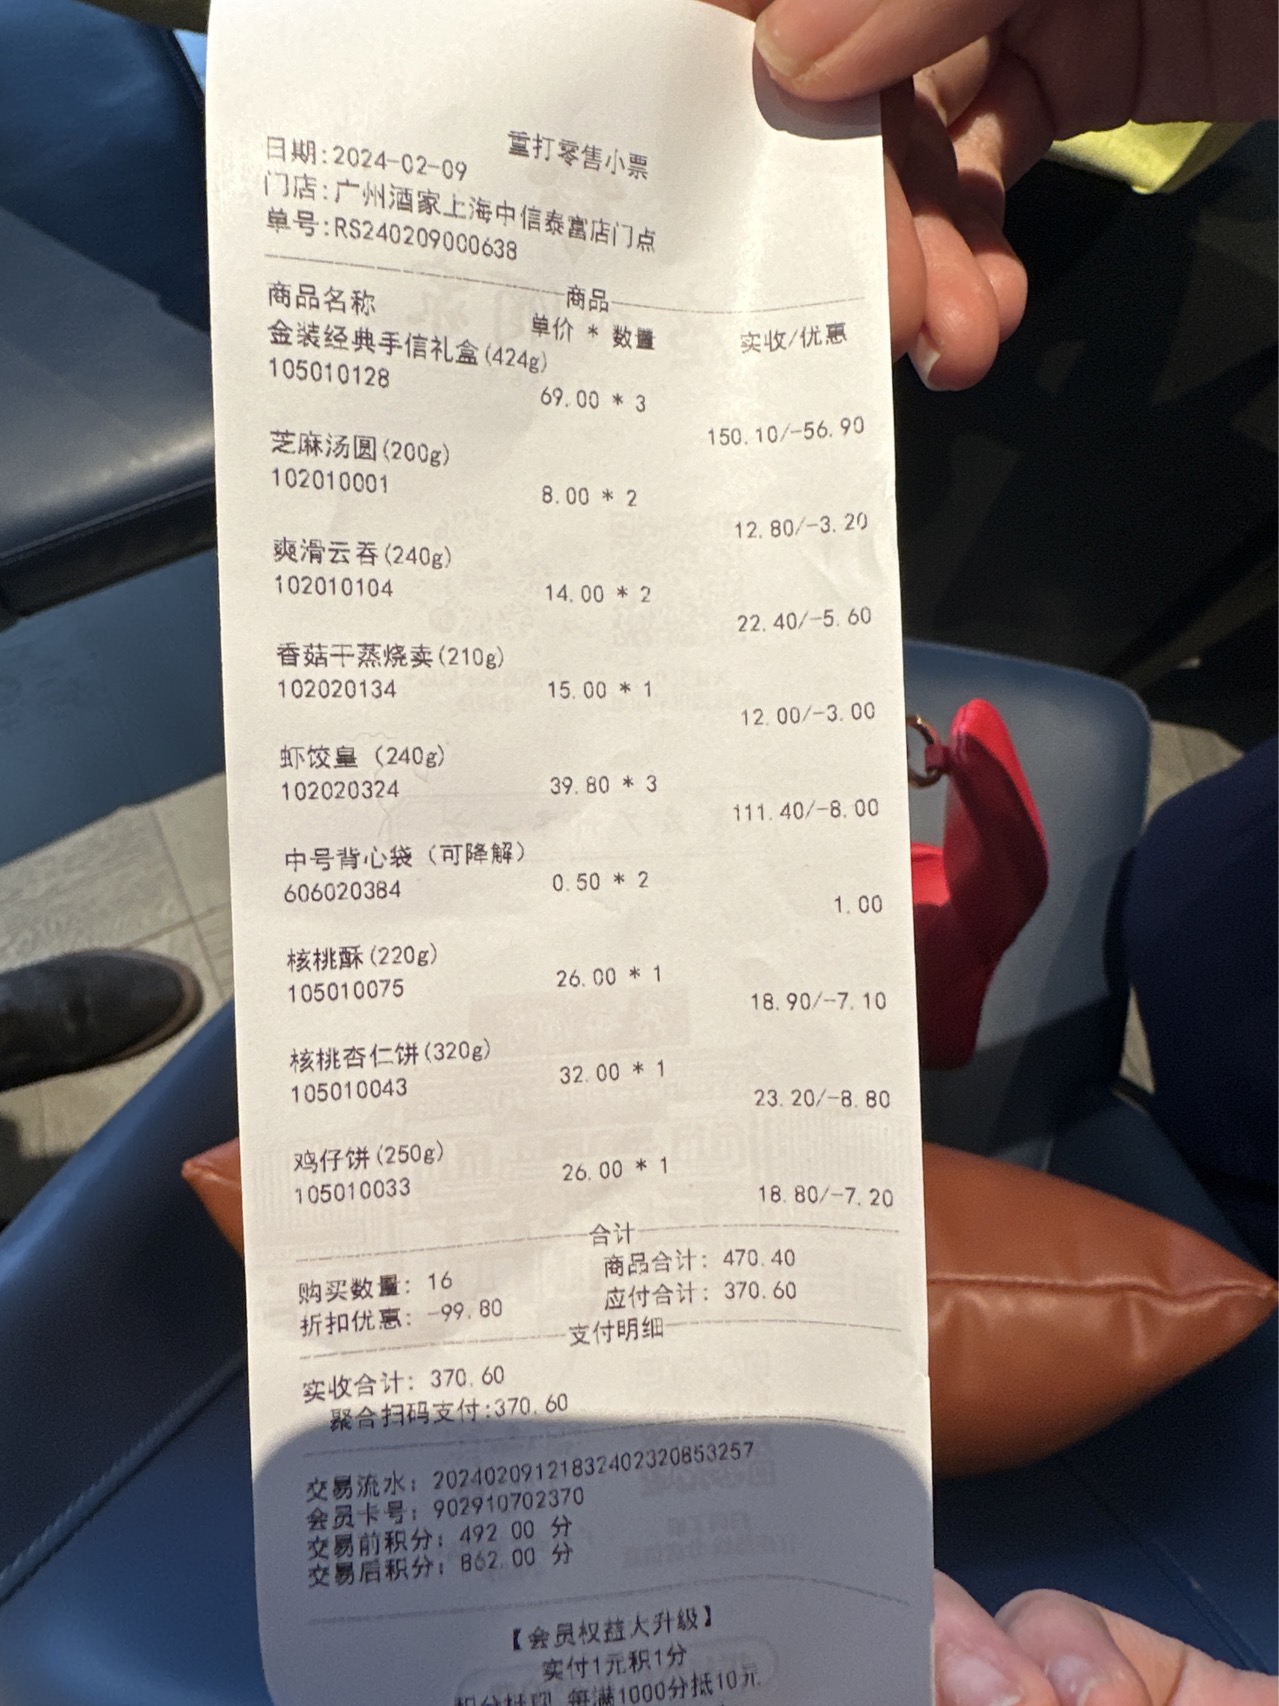 重打零售小票
日期:2024-02-09
门店:广州酒家上海中信泰富店门点
单号:RS240209000638
商品
商品名称 单价 * 数量 实收/优惠
金装经典手信礼盒(424g)
105010128 69.00 * 3 150.10/-56.90
芝麻汤圆(200g)
102010001 8.00 * 2 12.80/-3.20
爽滑云吞(240g)
102010104 14.00 * 2 22.40/-5.60
香菇干蒸烧卖(210g)
102020134 15.00 * 1 12.00/-3.00
虾饺皇 (240g)
102020324 39.80 * 3 111.40/-8.00
中号背心袋（可降解）
606020384 0.50 * 2 1.00
核桃酥(220g)
105010075 26.00 * 1 18.90/-7.10
核桃杏仁饼(320g)
105010043 32.00 * 1 23.20/-8.80
鸡仔饼(250g)
105010033 26.00 * 1 18.80/-7.20
合计
购买数量: 16 商品合计: 470.40
折扣优惠: -99.80 应付合计: 370.60
支付明细
实收合计: 370.60
聚合扫码支付:370.60
交易流水: 20240209121832402320853257
会员卡号: 902910702370
交易前积分: 492.00 分
交易后积分: 862.00 分
【会员权益大升级】
实付1元积1分
积分抵现 每满1000分抵10元